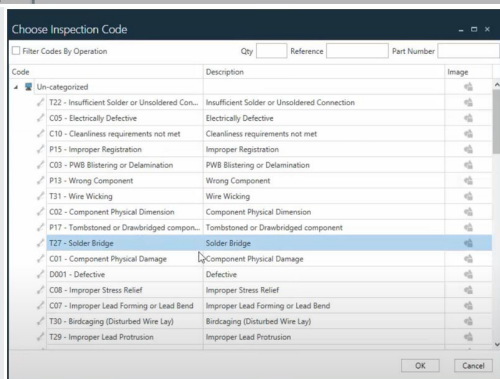 Choose Inspection Code
Filter Codes By Operation Qty Reference Part Number
Code Description Image
Un-categorized
T22 - Insufficient Solder or Unsoldered Con... Insufficient Solder or Unsoldered Connection
C05 - Electrically Defective Electrically Defective
C10 - Cleanliness requirements not met Cleanliness requirements not met
P15 - Improper Registration Improper Registration
C03 - PWB Blistering or Delamination PWB Blistering or Delamination
P13 - Wrong Component Wrong Component
T31 - Wire Wicking Wire Wicking
C02 - Component Physical Dimension Component Physical Dimension
P17 - Tombstoned or Drawbridged compon... Tombstoned or Drawbridged component
T27 - Solder Bridge Solder Bridge
C01 - Component Physical Damage Component Physical Damage
D001 - Defective Defective
C08 - Improper Stress Relief Improper Stress Relief
C07 - Improper Lead Forming or Lead Bend Improper Lead Forming or Lead Bend
T30 - Birdcaging (Disturbed Wire Lay) Birdcaging (Disturbed Wire Lay)
T29 - Improper Lead Protrusion Improper Lead Protrusion
OK Cancel